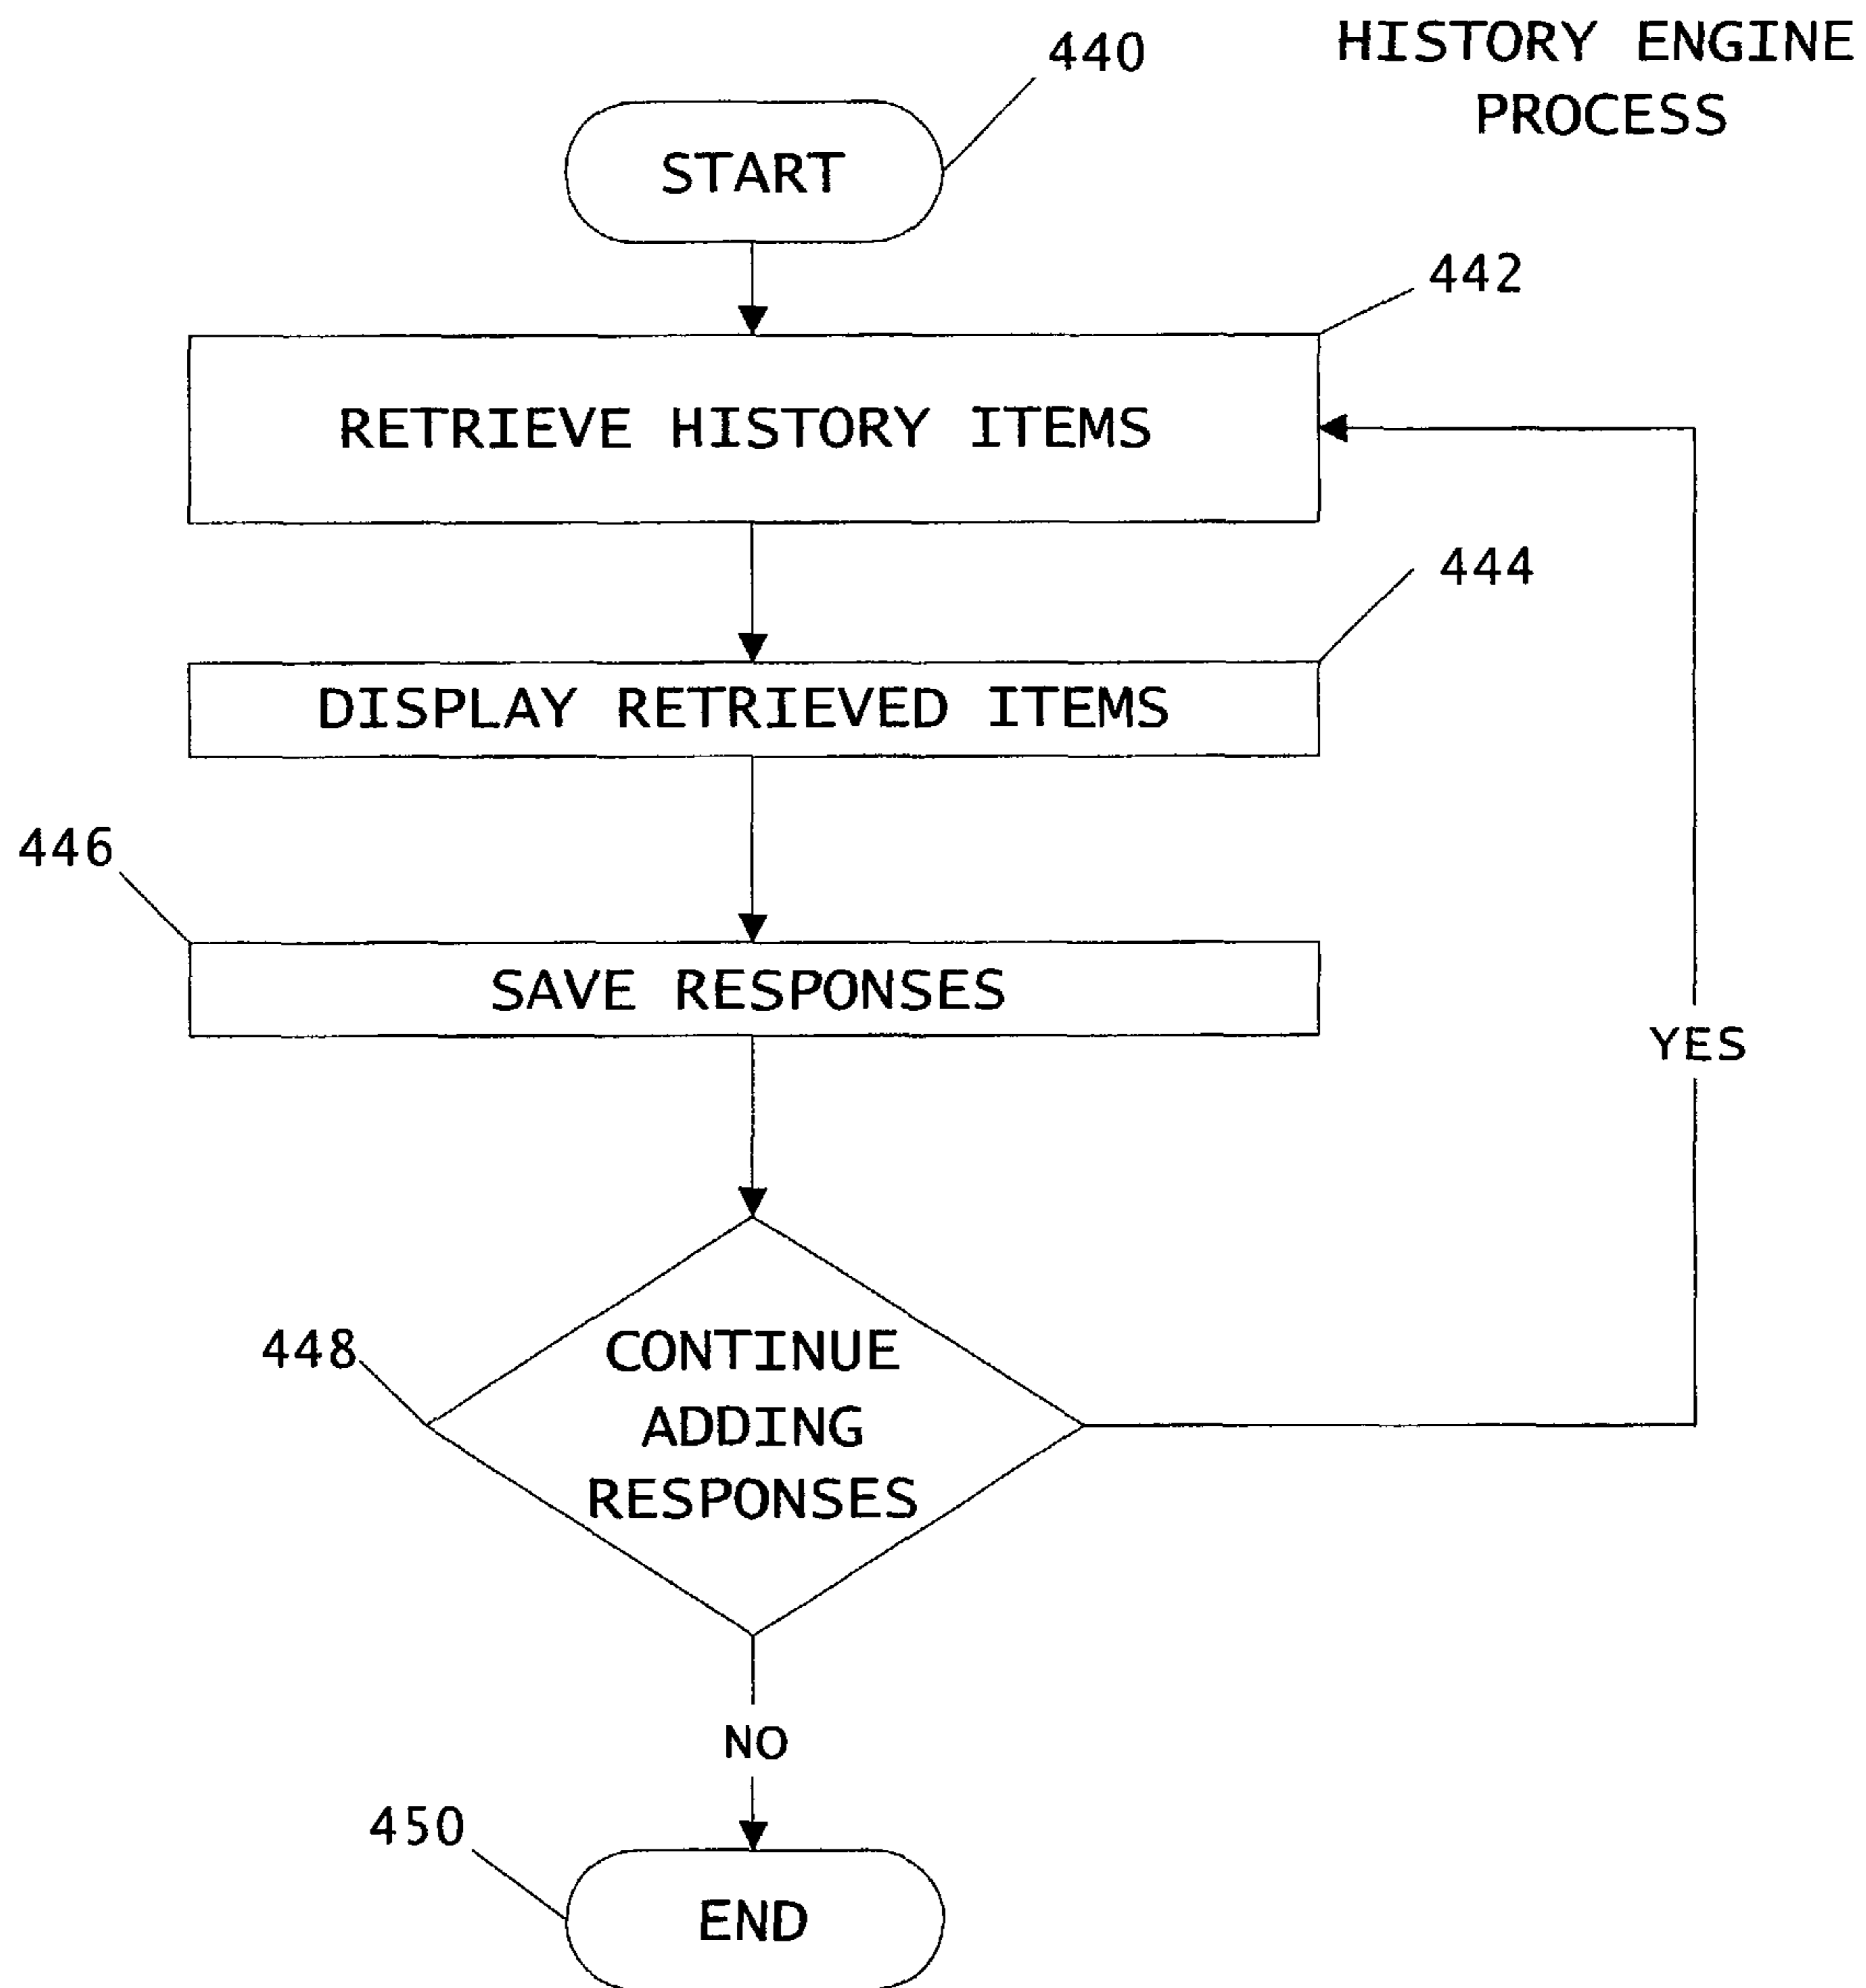 HISTORY ENGINE
PROCESS
440
START
442
RETRIEVE HISTORY ITEMS
444
DISPLAY RETRIEVED ITEMS
446
SAVE RESPONSES
YES
448
CONTINUE
ADDING
RESPONSES
NO
450
END